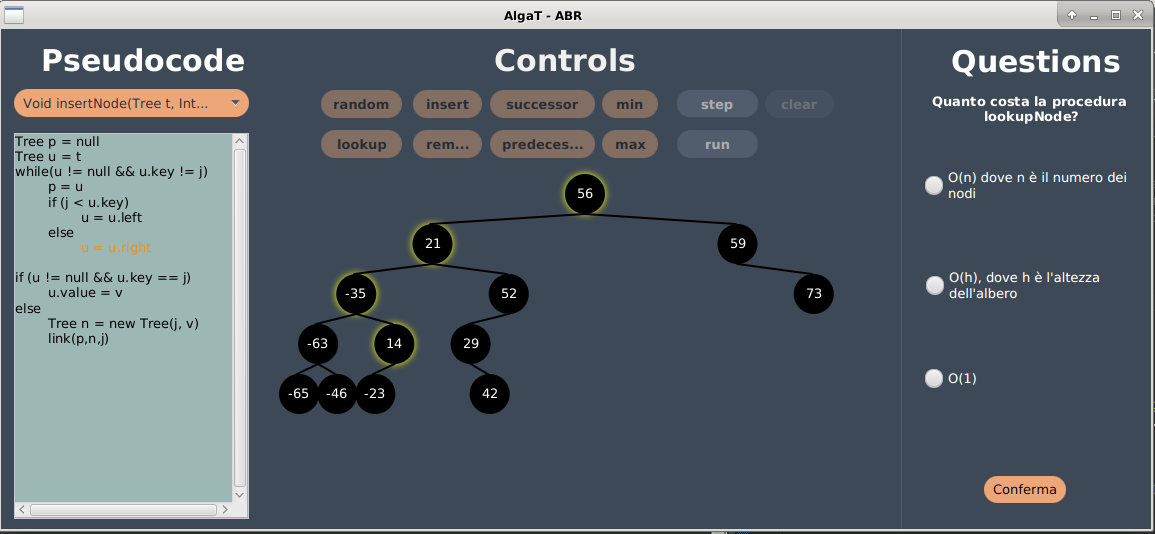 AlgaT - ABR
Pseudocode
Void insertNode(Tree t, Int...
Tree p = null
Tree u = t
while(u != null && u.key != j)
p = u
if (j < u.key)
u = u.left
else
u = u.right
if (u != null && u.key == j)
u.value = v
else
Tree n = new Tree(j, v)
link(p,n,j)
Controls
random insert successor min step clear
lookup rem... predeces... max run
56
21 59
-35 52 73
-63 14 29
-65 -46 -23 42
Questions
Quanto costa la procedura
lookupNode?
O(n) dove n è il numero dei
nodi
O(h), dove h è l'altezza
dell'albero
O(1)
Conferma